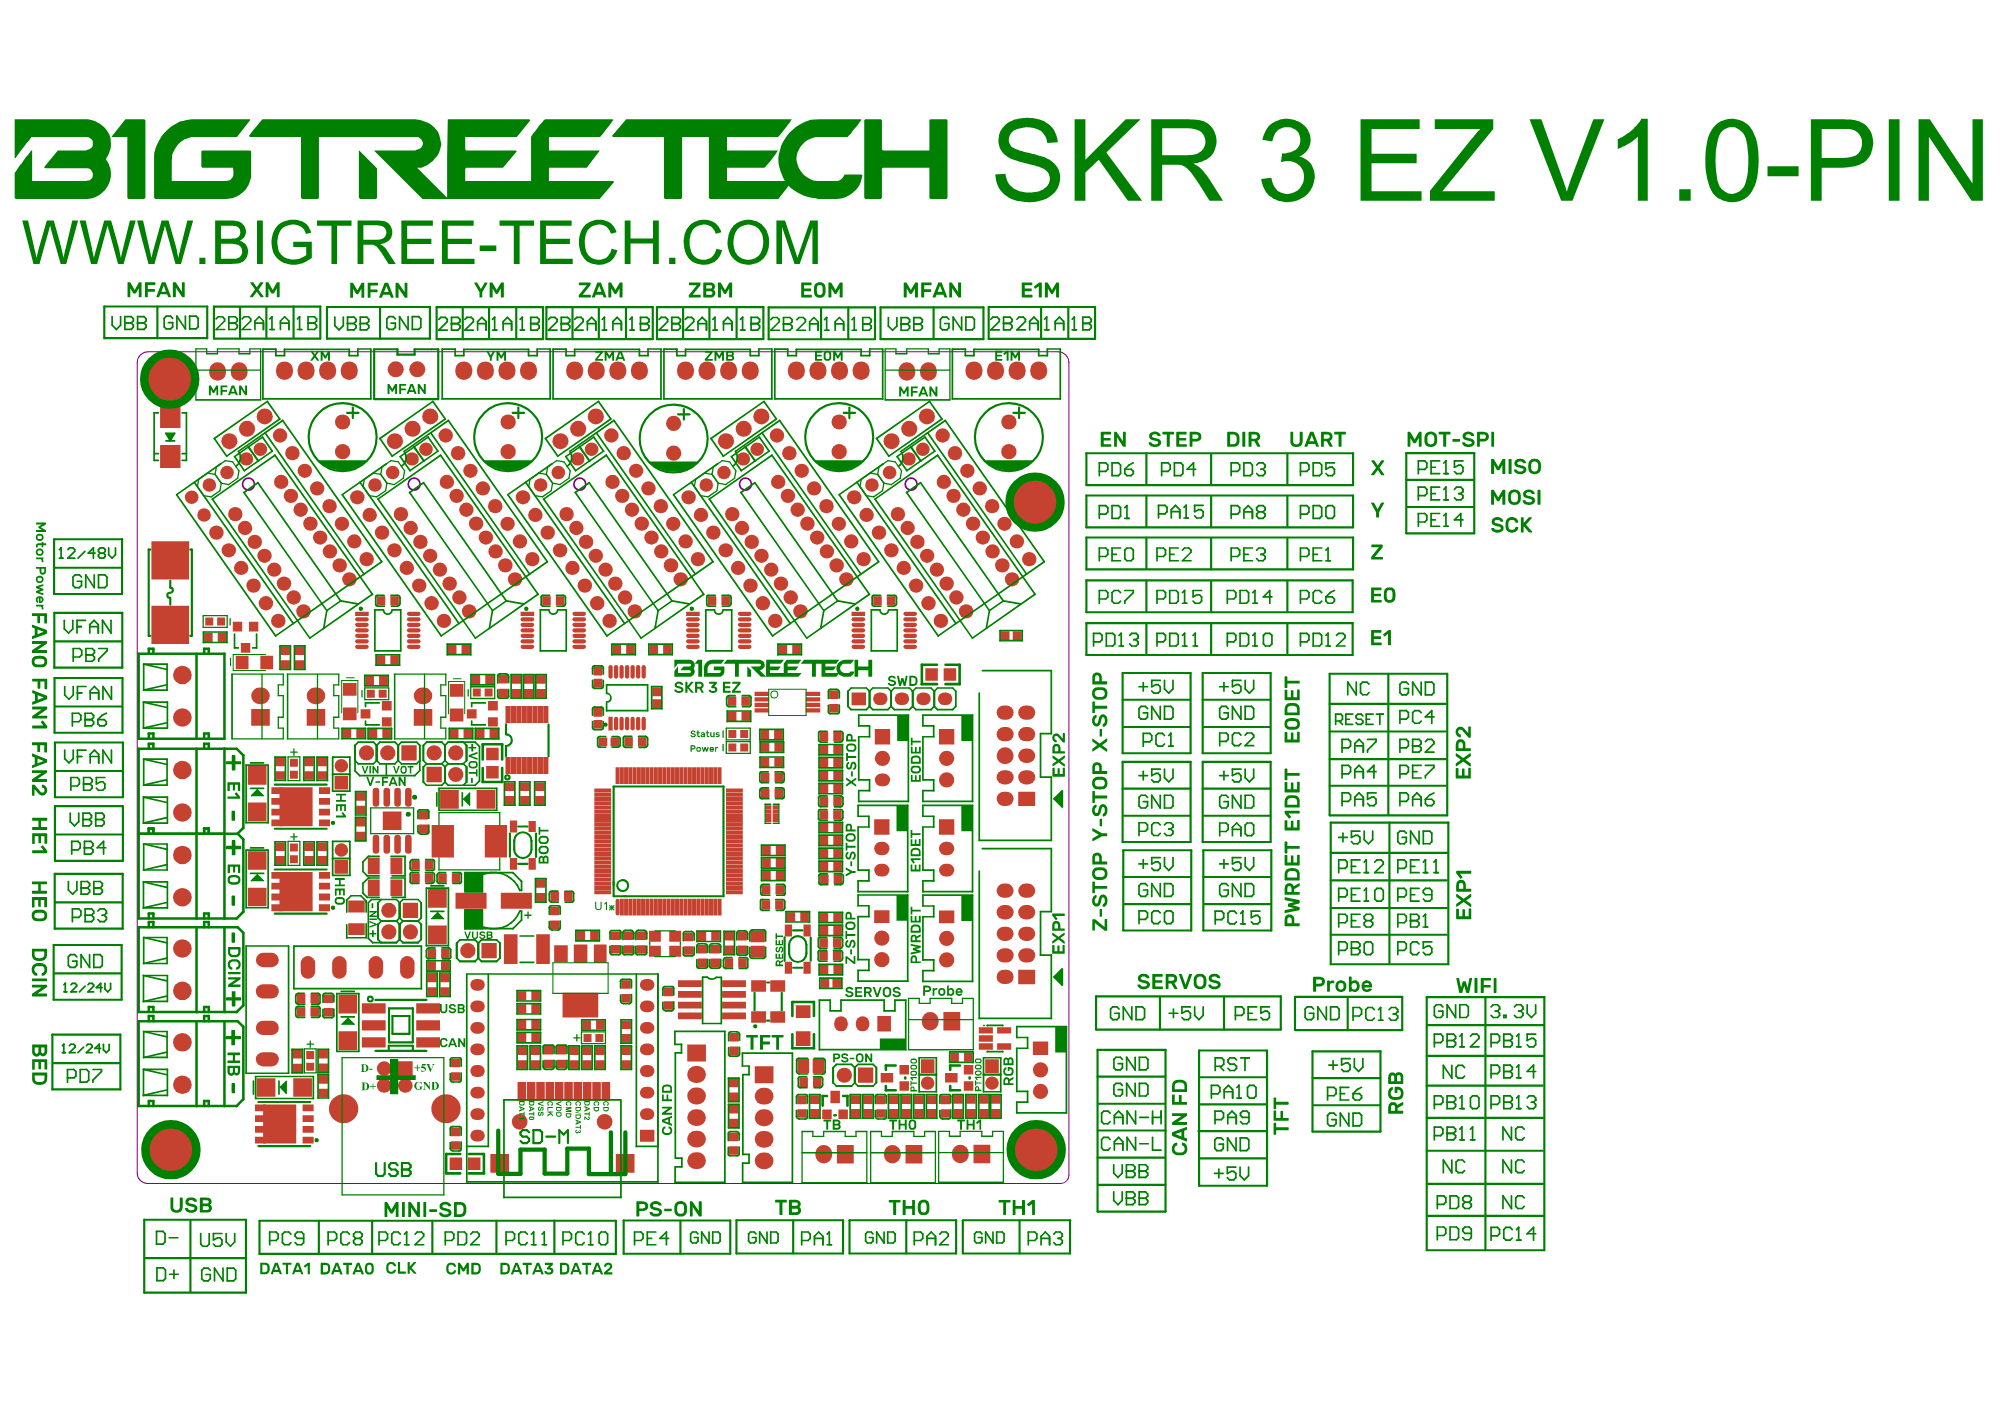 BIGTREETECH SKR 3 EZ V1.0-PIN
WWW.BIGTREE-TECH.COM
MFAN XM MFAN YM ZAM ZBM E0M MFAN E1M
VBB GND 2B 2A 1A 1B VBB GND 2B 2A 1A 1B 2B 2A 1A 1B 2B 2A 1A 1B 2B 2A 1A 1B VBB GND 2B 2A 1A 1B
XM YM ZMA ZMB E0M E1M
MFAN MFAN MFAN
Motor Power
12/48V
GND
FAN0
VFAN
PB7
FAN1
VFAN
PB6
FAN2
VFAN
PB5
HE1
VBB
PB4
HE0
VBB
PB3
DCIN
GND
12/24V
BED
12/24V
PD7
BIGTREETECH
SKR 3 EZ
SWD
Status
Power
VIN VOT
V-FAN
+VOT-
+ E1 -
HE1
+ E0 -
HE0
-VIN+
BOOT
U1*
VUSB
RESET
-DCIN+
+ HB -
X-STOP
E0DET
Y-STOP
E1DET
Z-STOP
PWRDET
EXP2
EXP1
SERVOS
Probe
USB
CAN
D- +5V
D+ GND
USB
DATA1
DATA0
VSS
CLK
VDD
CMD
CD/DAT3
DATA2
CD
CD
SD-M
CAN FD
TFT
PS-ON
PT1000
PT1000
RGB
TB
TH0
TH1
EN STEP DIR UART
PD6 PD4 PD3 PD5 X
PD1 PA15 PA8 PD0 Y
PE0 PE2 PE3 PE1 Z
PC7 PD15 PD14 PC6 E0
PD13 PD11 PD10 PD12 E1
MOT-SPI
PE15 MISO
PE13 MOSI
PE14 SCK
X-STOP
+5V
GND
PC1
E0DET
+5V
GND
PC2
Y-STOP
+5V
GND
PC3
E1DET
+5V
GND
PA0
Z-STOP
+5V
GND
PC0
PWRDET
+5V
GND
PC15
EXP2
NC GND
RESET PC4
PA7 PB2
PA4 PE7
PA5 PA6
EXP1
+5V GND
PE12 PE11
PE10 PE9
PE8 PB1
PB0 PC5
SERVOS
GND +5V PE5
Probe
GND PC13
WIFI
GND 3.3V
PB12 PB15
NC PB14
PB10 PB13
PB11 NC
NC NC
PD8 NC
PD9 PC14
CAN FD
GND
GND
CAN-H
CAN-L
VBB
VBB
TFT
RST
PA10
PA9
GND
+5V
RGB
+5V
PE6
GND
USB
D- U5V
D+ GND
MINI-SD
PC9 PC8 PC12 PD2 PC11 PC10
DATA1 DATA0 CLK CMD DATA3 DATA2
PS-ON
PE4 GND
TB
GND PA1
TH0
GND PA2
TH1
GND PA3